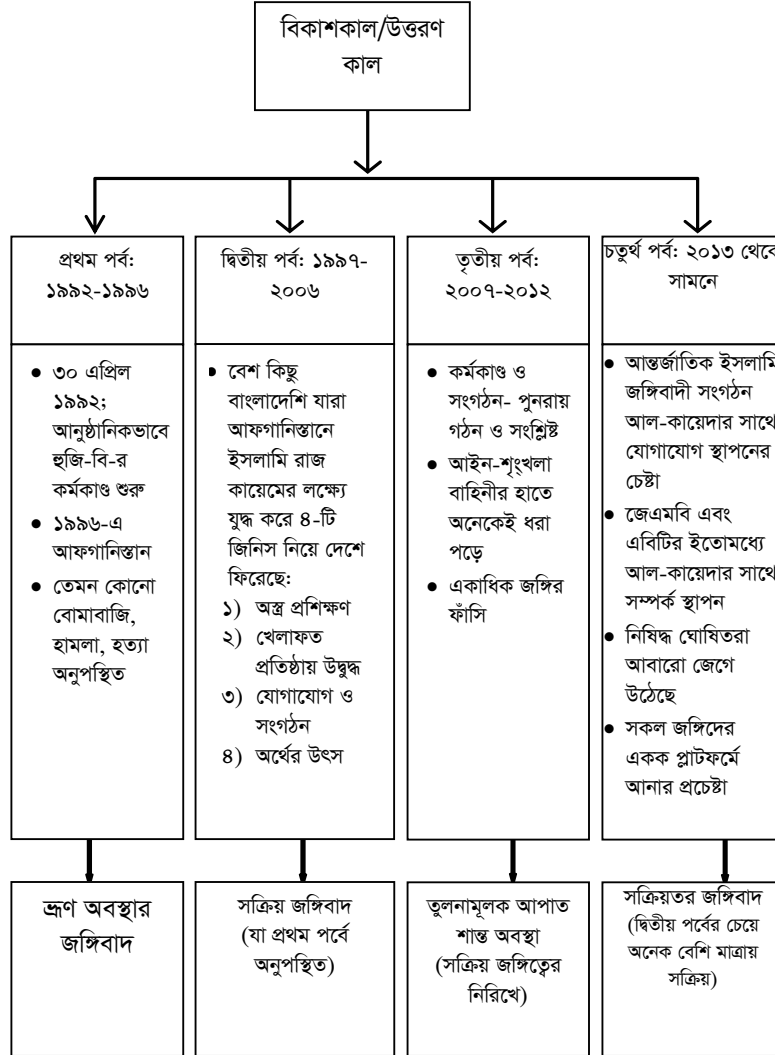 বিকাশকাল/উত্তরণ
কাল
প্রথম পর্ব:
১৯৯২-১৯৯৬
দ্বিতীয় পর্ব: ১৯৯৭-
২০০৬
তৃতীয় পর্ব:
২০০৭-২০১২
চতুর্থ পর্ব: ২০১৩ থেকে
সামনে
● ৩০ এপ্রিল
১৯৯২;
আনুষ্ঠানিকভাবে
হুজি-বি-র
কর্মকাণ্ড শুরু
● ১৯৯৬-এ
আফগানিস্তান
● তেমন কোনো
বোমাবাজি,
হামলা, হত্যা
অনুপস্থিত
● বেশ কিছু
বাংলাদেশি যারা
আফগানিস্তানে
ইসলামি রাজ
কায়েমের লক্ষ্যে
যুদ্ধ করে ৪-টি
জিনিস নিয়ে দেশে
ফিরেছে:
১) অস্ত্র প্রশিক্ষণ
২) খেলাফত
প্রতিষ্ঠায় উদ্বুদ্ধ
৩) যোগাযোগ ও
সংগঠন
৪) অর্থের উৎস
● কর্মকাণ্ড ও
সংগঠন- পুনরায়
গঠন ও সংশ্লিষ্ট
● আইন-শৃংখলা
বাহিনীর হাতে
অনেকেই ধরা
পড়ে
● একাধিক জঙ্গির
ফাঁসি
● আন্তর্জাতিক ইসলামি
জঙ্গিবাদী সংগঠন
আল-কায়েদার সাথে
যোগাযোগ স্থাপনের
চেষ্টা
● জেএমবি এবং
এবিটির ইতোমধ্যে
আল-কায়েদার সাথে
সম্পর্ক স্থাপন
● নিষিদ্ধ ঘোষিতরা
আবারো জেগে
উঠেছে
● সকল জঙ্গিদের
একক প্লাটফর্মে
আনার প্রচেষ্টা
ভ্রূণ অবস্থার
জঙ্গিবাদ
সক্রিয় জঙ্গিবাদ
(যা প্রথম পর্বে
অনুপস্থিত)
তুলনামূলক আপাত
শান্ত অবস্থা
(সক্রিয় জঙ্গিত্বের
নিরিখে)
সক্রিয়তর জঙ্গিবাদ
(দ্বিতীয় পর্বের চেয়ে
অনেক বেশি মাত্রায়
সক্রিয়)